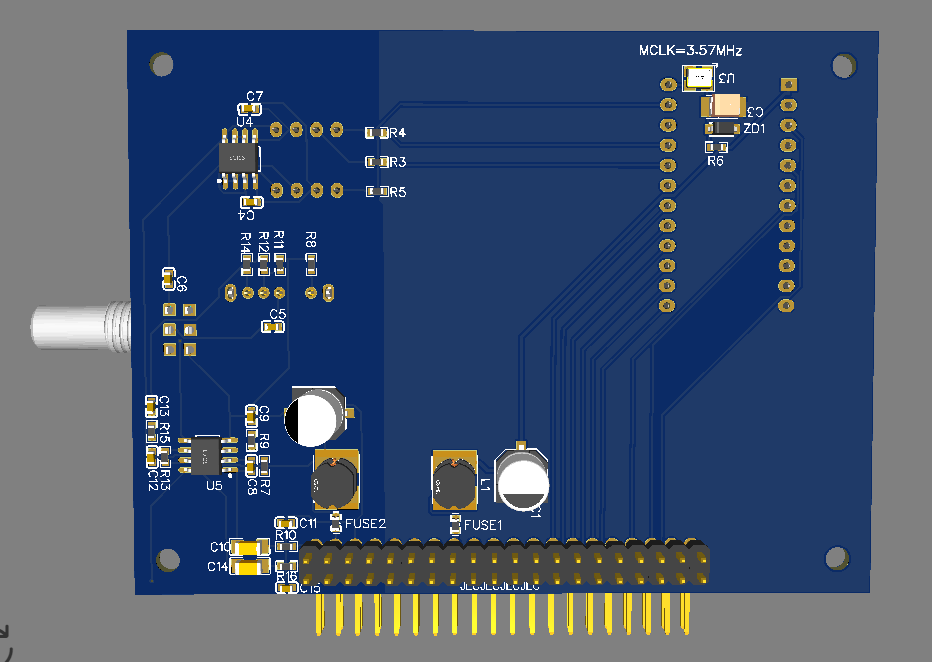 MCLK=3.57MHz
U3
C7
U4
C3
R4
ZD1
R3
R6
R5
C4
R14
R12
R11
R8
C6
C5
C13
C9
R15
R9
L1
C12
R13
U5
C8
R7
C1
C11
FUSE2
FUSE1
R10
C10
C14
R16
C15
JLCJLCJLCJLC